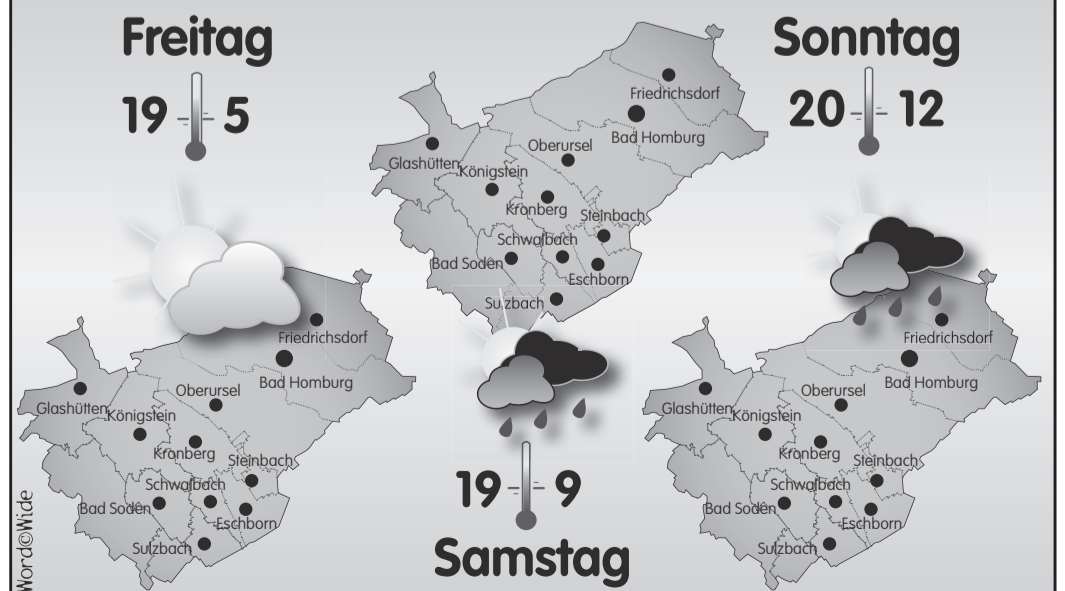 Freitag
19 5
Friedrichsdorf
Bad Homburg
Oberursel
Glashütten
Königstein
Kronberg
Steinbach
Schwalbach
Bad Soden
Eschborn
Sulzbach
Friedrichsdorf
Bad Homburg
Oberursel
Glashütten
Königstein
Kronberg
Steinbach
Schwalbach
Bad Soden
Eschborn
Sulzbach
19 9
Samstag
Sonntag
20 12
Friedrichsdorf
Bad Homburg
Oberursel
Glashütten
Königstein
Kronberg
Steinbach
Schwalbach
Bad Soden
Eschborn
Sulzbach
Word©Wide